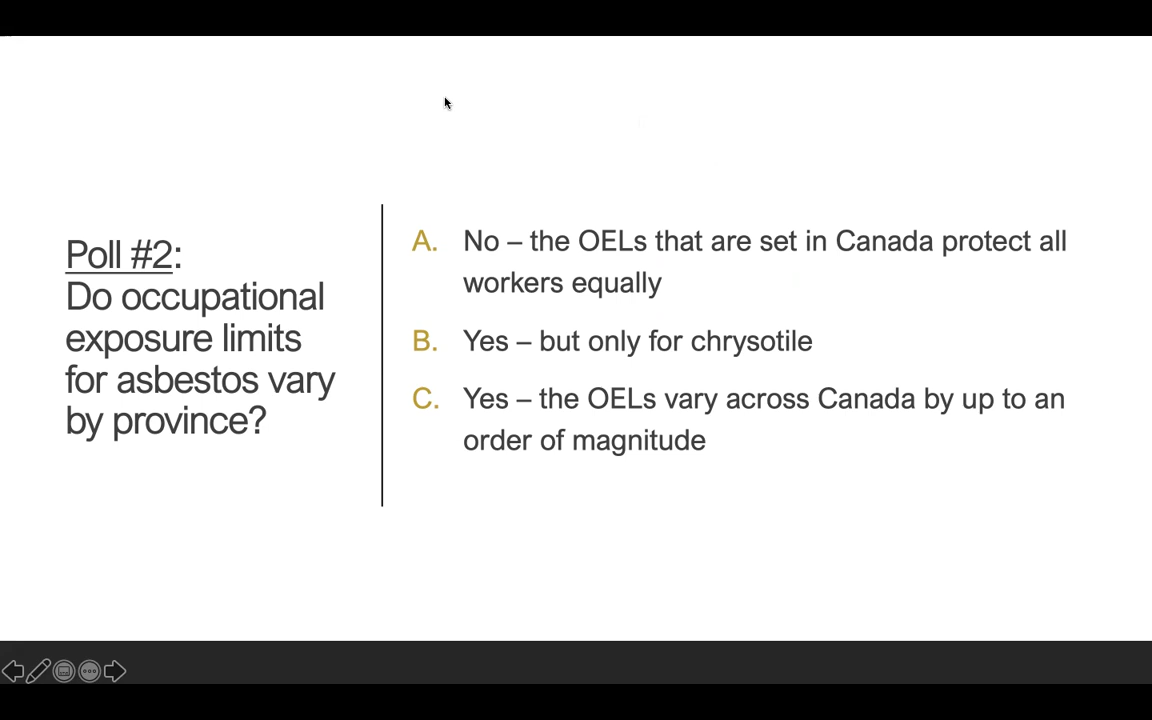 Poll #2:
Do occupational
exposure limits
for asbestos vary
by province?
A. No – the OELs that are set in Canada protect all
workers equally
B. Yes – but only for chrysotile
C. Yes – the OELs vary across Canada by up to an
order of magnitude